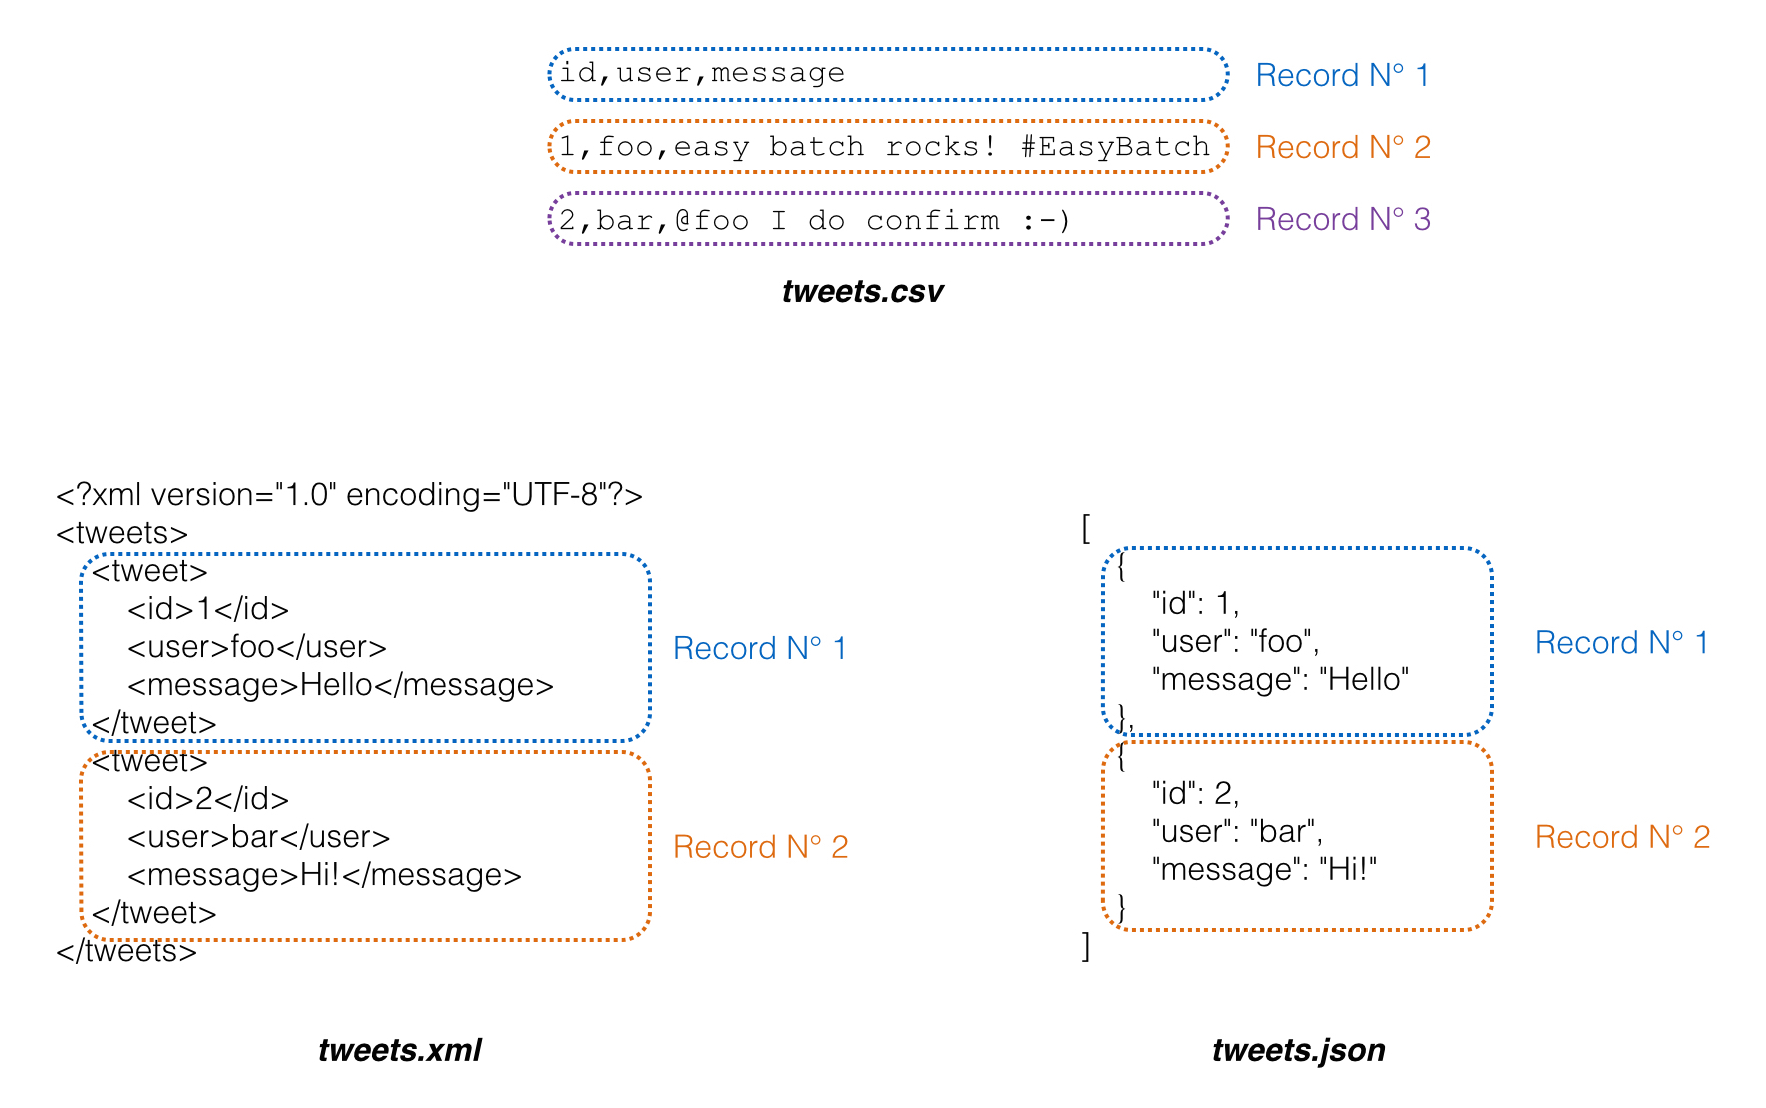 id,user,message
Record N° 1
1,foo,easy batch rocks! #EasyBatch
Record N° 2
2,bar,@foo I do confirm :-)
Record N° 3
tweets.csv
<?xml version="1.0" encoding="UTF-8"?>
<tweets>
<tweet>
<id>1</id>
<user>foo</user>
<message>Hello</message>
</tweet>
Record N° 1
<tweet>
<id>2</id>
<user>bar</user>
<message>Hi!</message>
</tweet>
Record N° 2
</tweets>
tweets.xml
[
{
"id": 1,
"user": "foo",
"message": "Hello"
},
Record N° 1
{
"id": 2,
"user": "bar",
"message": "Hi!"
}
Record N° 2
]
tweets.json